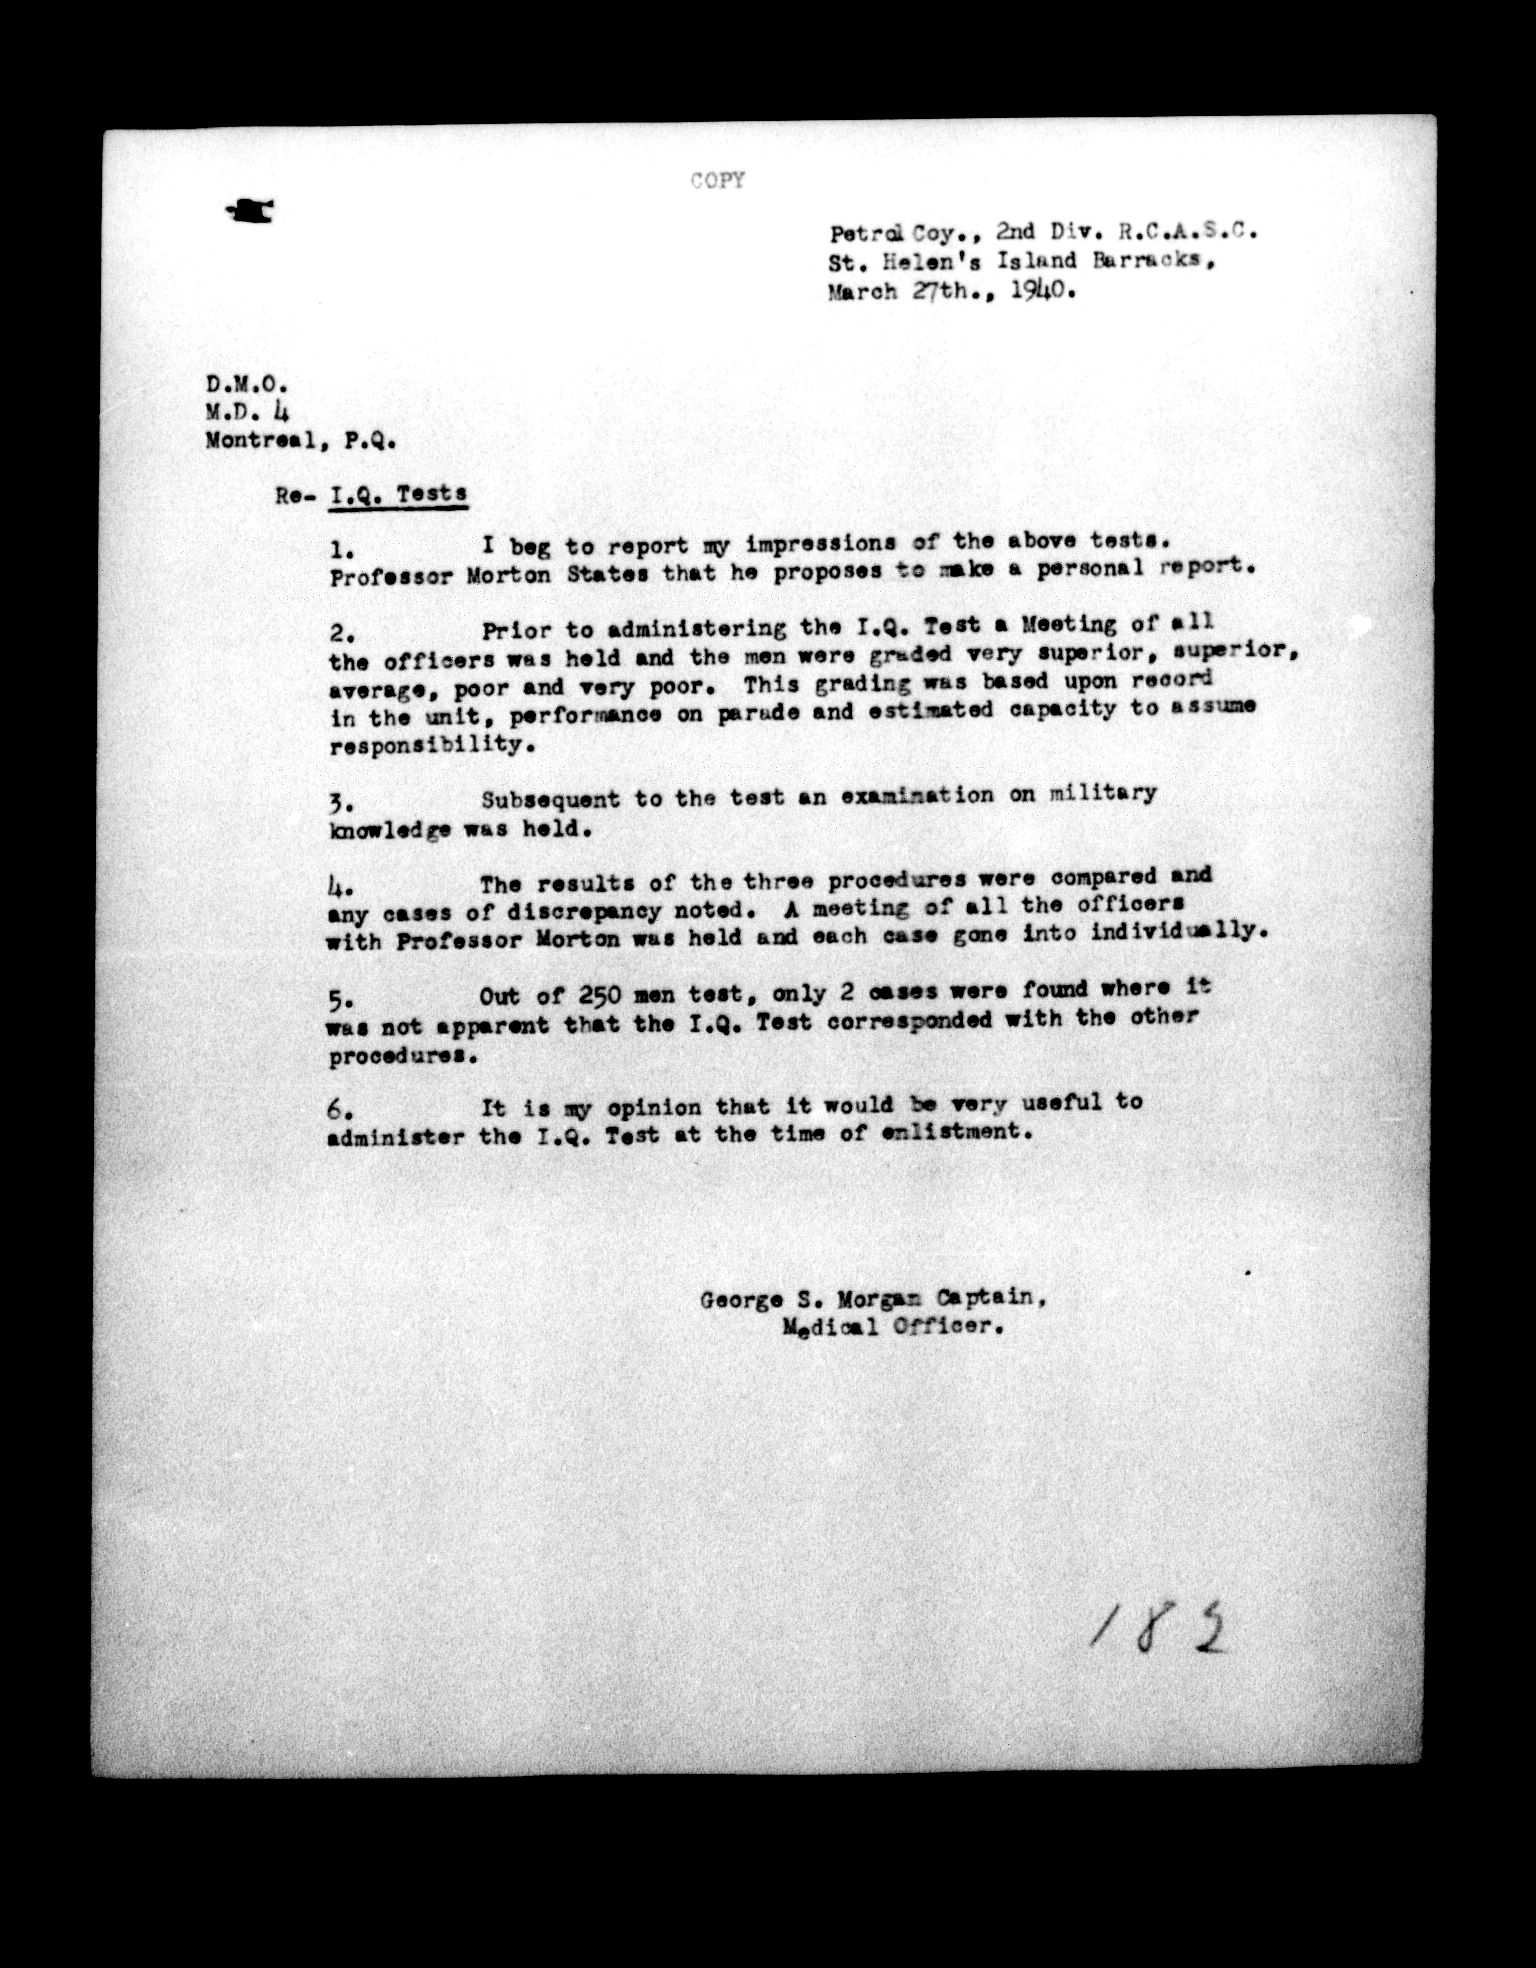 COPY
Petrol Coy., 2nd Div. R.C.A.S.C.
St. Helen's Island Barracks,
March 27th., 1940.
D.M.O.
M.D. 4
Montreal, P.Q.
Re- I.Q. Tests
1. I beg to report my impressions of the above tests.
Professor Morton States that he proposes to make a personal report.
2. Prior to administering the I.Q. Test a Meeting of all
the officers was held and the men were graded very superior, superior,
average, poor and very poor. This grading was based upon record
in the unit, performance on parade and estimated capacity to assume
responsibility.
3. Subsequent to the test an examination on military
knowledge was held.
4. The results of the three procedures were compared and
any cases of discrepancy noted. A meeting of all the officers
with Professor Morton was held and each case gone into individually.
5. Out of 250 men test, only 2 cases were found where it
was not apparent that the I.Q. Test corresponded with the other
procedures.
6. It is my opinion that it would be very useful to
administer the I.Q. Test at the time of enlistment.
George S. Morgan Captain,
Medical Officer.
182